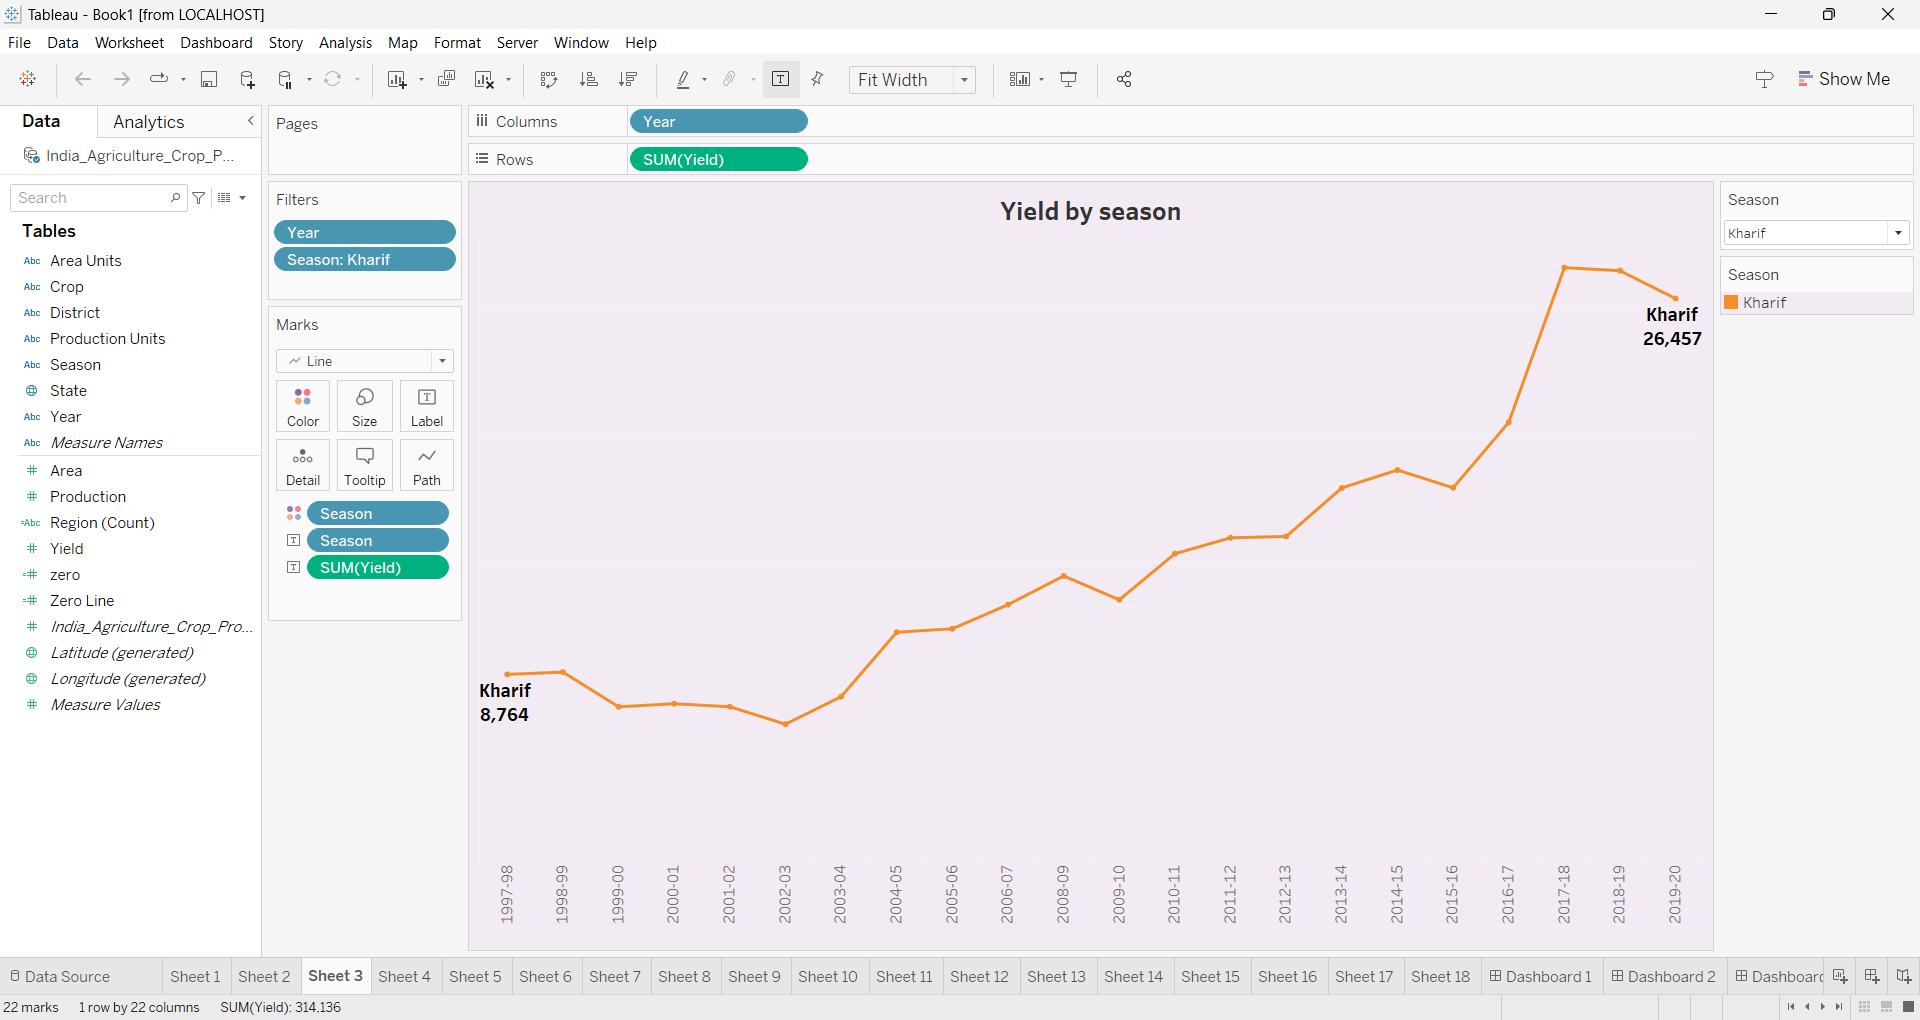 Tableau - Book1 [from LOCALHOST]
File Data Worksheet Dashboard Story Analysis Map Format Server Window Help
Fit Width
Show Me
Data Analytics
India_Agriculture_Crop_P...
Search
Tables
Abc Area Units
Abc Crop
Abc District
Abc Production Units
Abc Season
State
Abc Year
Abc Measure Names
# Area
# Production
=Abc Region (Count)
# Yield
=# zero
=# Zero Line
# India_Agriculture_Crop_Pro...
Latitude (generated)
Longitude (generated)
# Measure Values
Pages
Filters
Year
Season: Kharif
Marks
Line
Color Size Label
Detail Tooltip Path
Season
Season
SUM(Yield)
Columns Year
Rows SUM(Yield)
Yield by season
Kharif
8,764
Kharif
26,457
1997-98
1998-99
1999-00
2000-01
2001-02
2002-03
2003-04
2004-05
2005-06
2006-07
2008-09
2009-10
2010-11
2011-12
2012-13
2013-14
2014-15
2015-16
2016-17
2017-18
2018-19
2019-20
Season
Kharif
Season
Kharif
Data Source Sheet 1 Sheet 2 Sheet 3 Sheet 4 Sheet 5 Sheet 6 Sheet 7 Sheet 8 Sheet 9 Sheet 10 Sheet 11 Sheet 12 Sheet 13 Sheet 14 Sheet 15 Sheet 16 Sheet 17 Sheet 18 Dashboard 1 Dashboard 2 Dashboar
22 marks 1 row by 22 columns SUM(Yield): 314,136